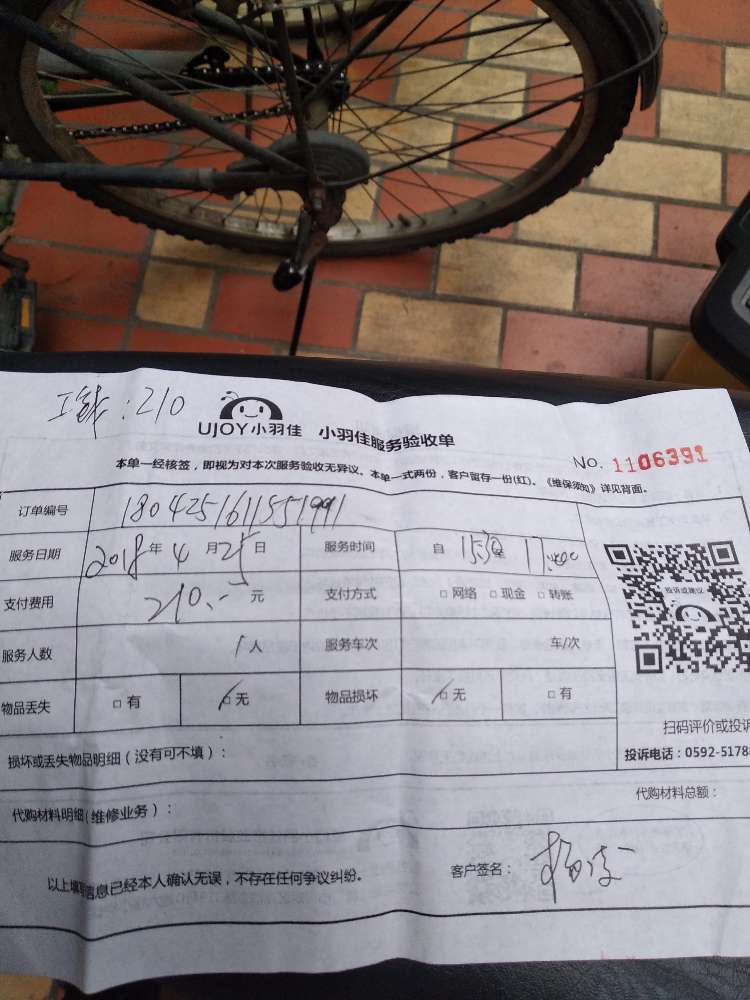 工钱:210
UJOY小羽佳 小羽佳服务验收单
NO. 1106391
本单一经核签,即视为对本次服务验收无异议。本单一式两份,客户留存一份(红)。《维保须知》详见背面。
订单编号
服务日期 2018年4月25日 服务时间 自 15:30 至
支付费用 210.- 元 支付方式 □网络 □现金 □转账
投诉或建议
服务人数 1人 服务车次 车/次
物品丢失 □有 □无 物品损坏 □无 □有
扫码评价或投诉
损坏或丢失物品明细(没有可不填):
投诉电话:0592-5178
代购材料明细(维修业务):
代购材料总额:
以上填写信息已经本人确认无误,不存在任何争议纠纷。
客户签名: